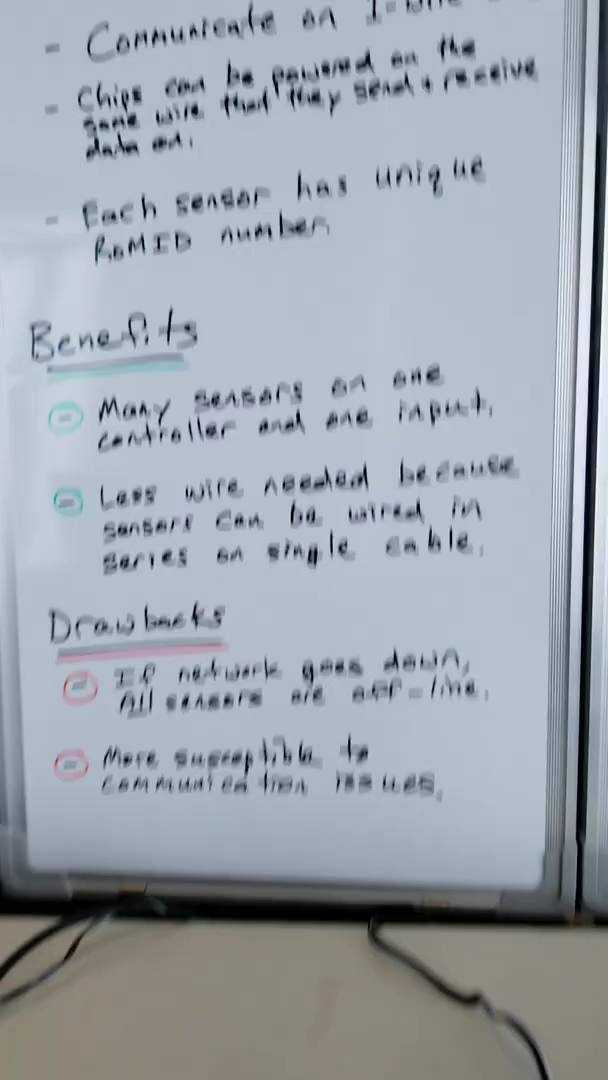 - Communicate on 1-wire
- Chips can be powered on the
same wire that they send + receive
data on.
- Each sensor has unique
ROMID number.
Benefits
- Many sensors on one
controller and one input.
- Less wire needed because
sensors can be wired in
series on single cable.
Drawbacks
- If network goes down,
All sensors are off-line.
- More susceptible to
communication issues.